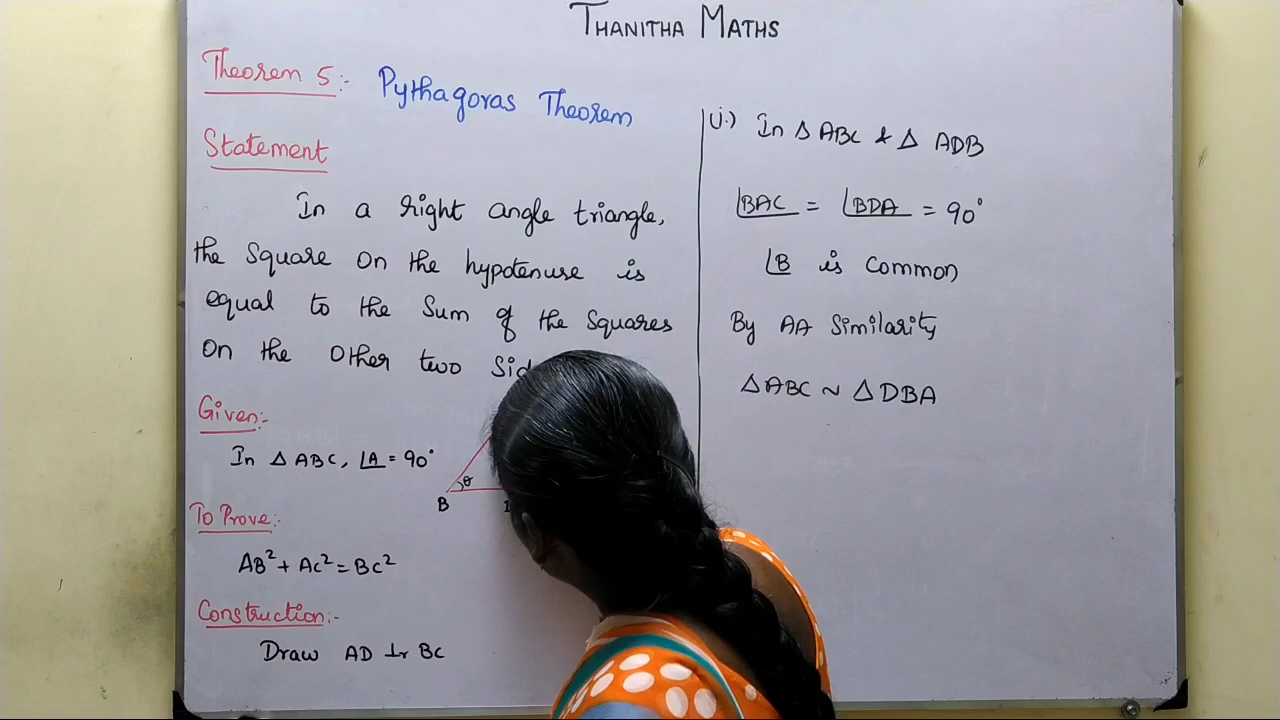 THANITHA MATHS
Theorem 5:- Pythagoras Theorem
Statement
In a right angle triangle,
the square on the hypotenuse is
equal to the sum of the squares
on the other two
Given:-
In Δ ABC, ∠A = 90°
θ
B
To Prove:-
AB² + AC² = BC²
Construction:-
Draw AD ⊥r BC
(i.) In Δ ABC & Δ ADB
∠BAC = ∠BDA = 90°
∠B is common
By AA Similarity
Δ ABC ~ Δ DBA